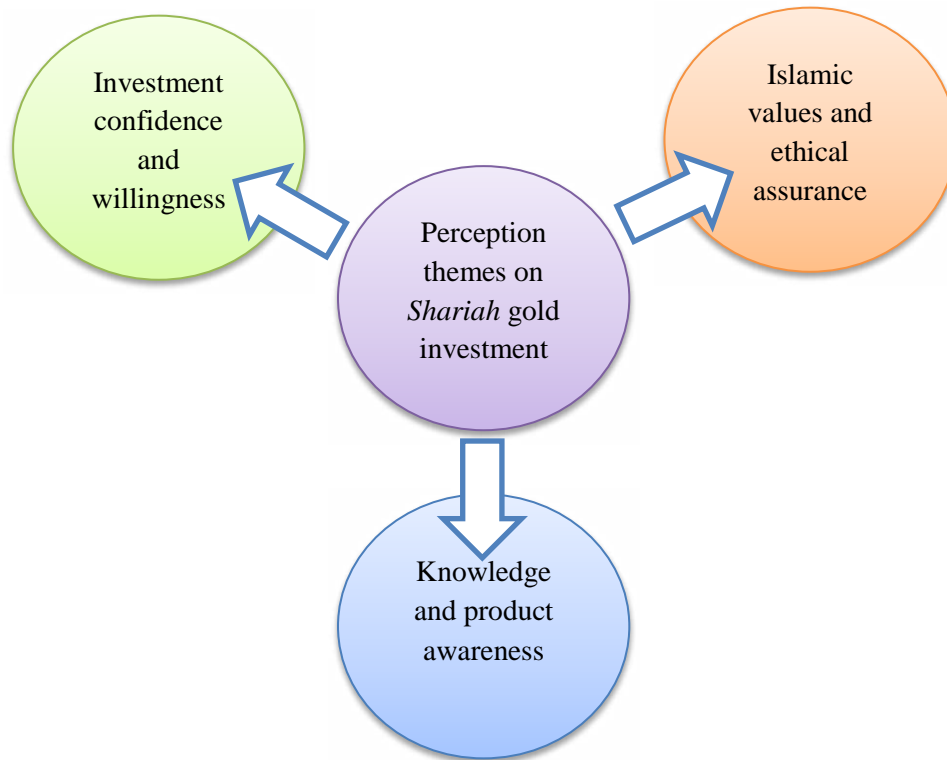 Investment
confidence
and
willingness
Islamic
values and
ethical
assurance
Perception
themes on
Shariah gold
investment
Knowledge
and product
awareness